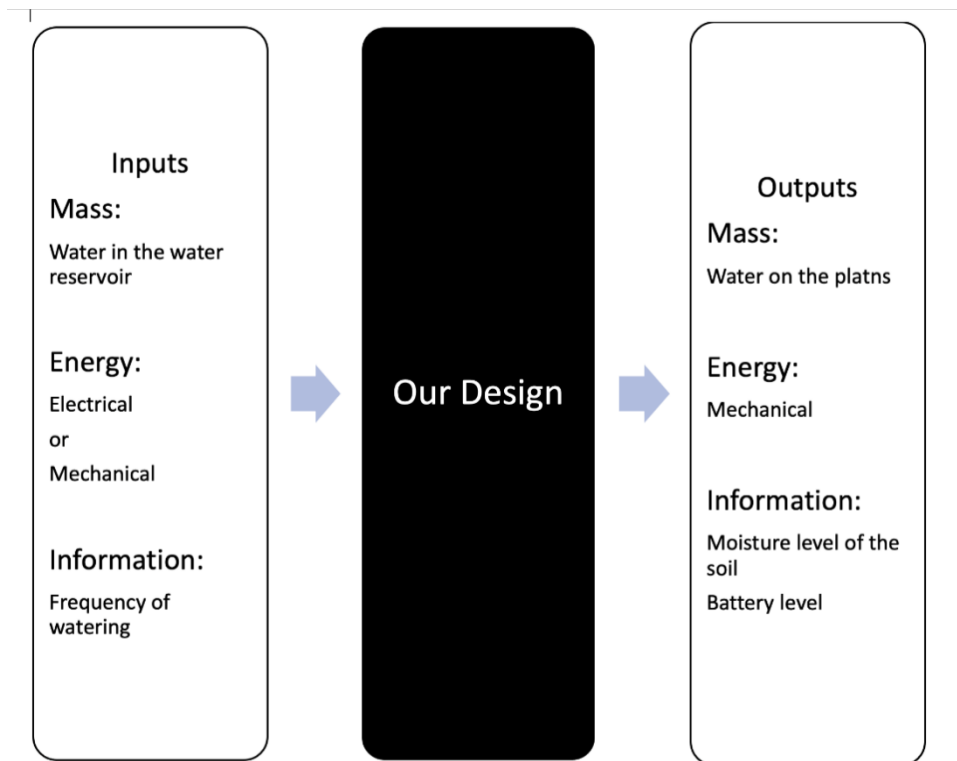 Inputs
Mass:
Water in the water
reservoir
Energy:
Electrical
or
Mechanical
Information:
Frequency of
watering
Our Design
Outputs
Mass:
Water on the platns
Energy:
Mechanical
Information:
Moisture level of the
soil
Battery level